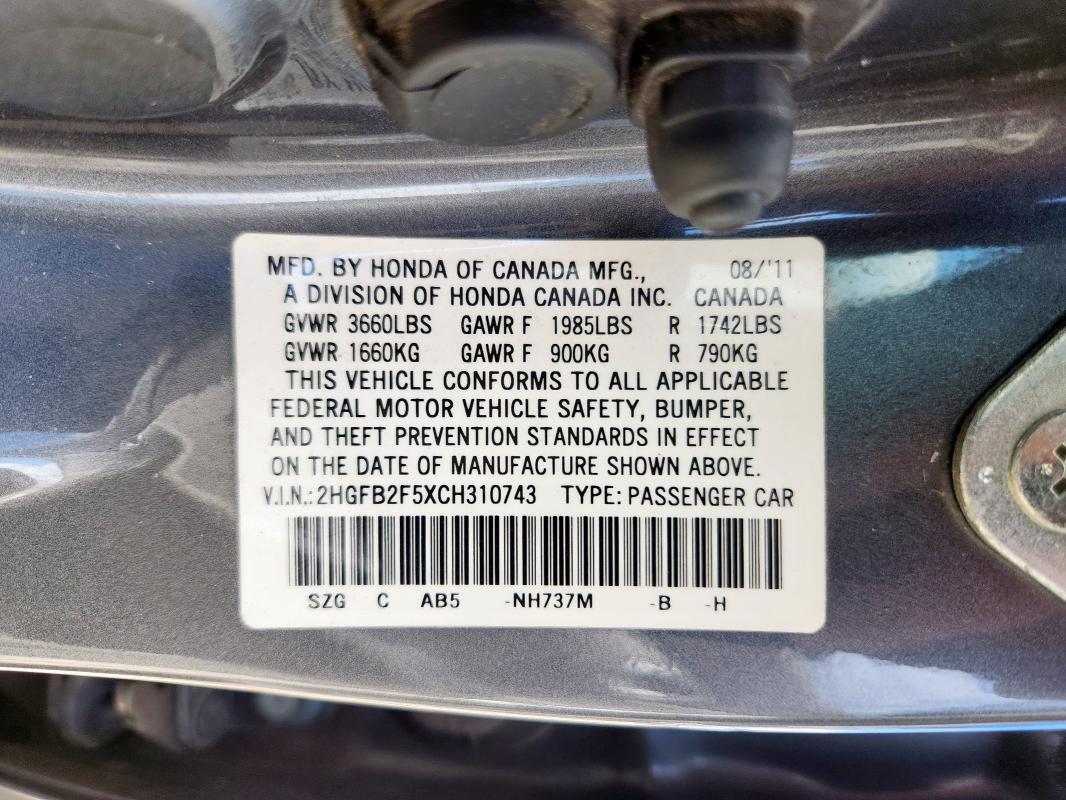 MFD. BY HONDA OF CANADA MFG., 08/'11
A DIVISION OF HONDA CANADA INC. CANADA
GVWR 3660LBS GAWR F 1985LBS R 1742LBS
GVWR 1660KG GAWR F 900KG R 790KG
THIS VEHICLE CONFORMS TO ALL APPLICABLE
FEDERAL MOTOR VEHICLE SAFETY, BUMPER,
AND THEFT PREVENTION STANDARDS IN EFFECT
ON THE DATE OF MANUFACTURE SHOWN ABOVE.
V.I.N.: 2HGFB2F5XCH310743 TYPE: PASSENGER CAR
SZG C AB5 -NH737M -B -H